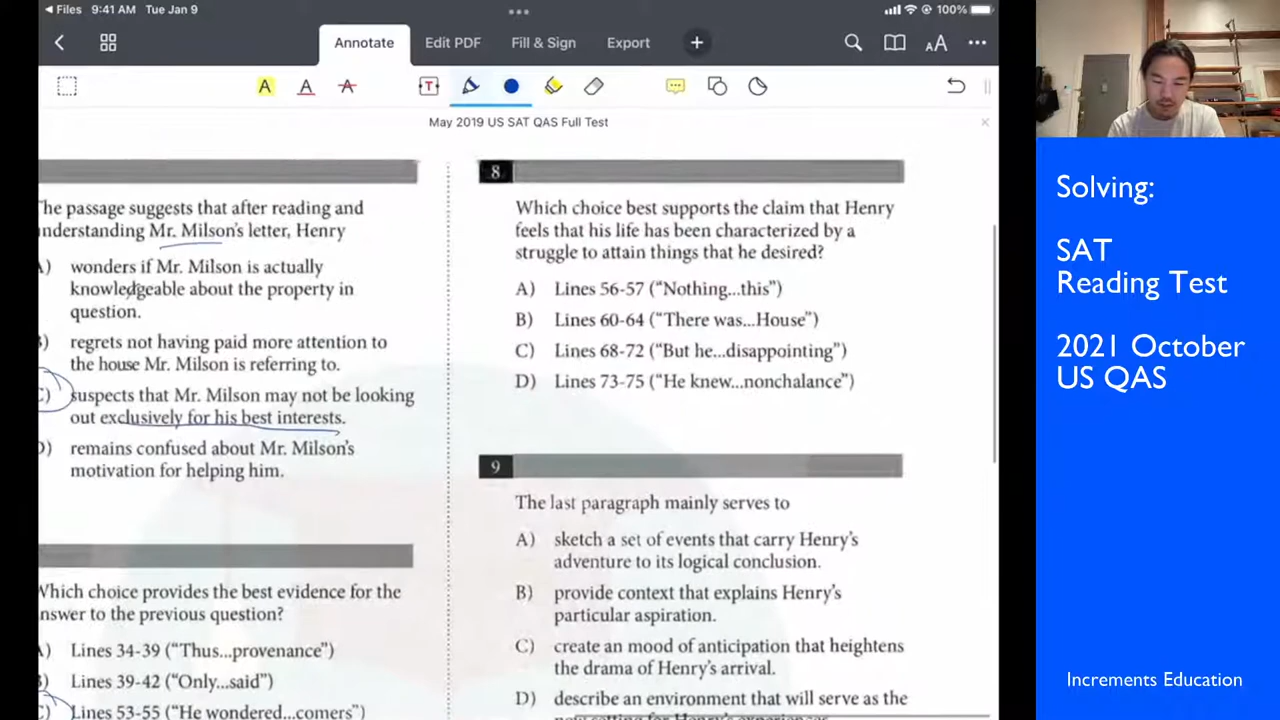 Files 9:41 AM Tue Jan 9 100%
Annotate Edit PDF Fill & Sign Export
A A A T AA
May 2019 US SAT QAS Full Test
The passage suggests that after reading and
understanding Mr. Milson's letter, Henry
A) wonders if Mr. Milson is actually
knowledgeable about the property in
question.
B) regrets not having paid more attention to
the house Mr. Milson is referring to.
C) suspects that Mr. Milson may not be looking
out exclusively for his best interests.
D) remains confused about Mr. Milson's
motivation for helping him.
Which choice provides the best evidence for the
answer to the previous question?
A) Lines 34-39 (“Thus...provenance”)
B) Lines 39-42 (“Only...said”)
C) Lines 53-55 (“He wondered...comers”)
8
Which choice best supports the claim that Henry
feels that his life has been characterized by a
struggle to attain things that he desired?
A) Lines 56-57 (“Nothing...this”)
B) Lines 60-64 (“There was...House”)
C) Lines 68-72 (“But he...disappointing”)
D) Lines 73-75 (“He knew...nonchalance”)
9
The last paragraph mainly serves to
A) sketch a set of events that carry Henry's
adventure to its logical conclusion.
B) provide context that explains Henry's
particular aspiration.
C) create an mood of anticipation that heightens
the drama of Henry's arrival.
D) describe an environment that will serve as the
Solving:
SAT
Reading Test
2021 October
US QAS
Increments Education